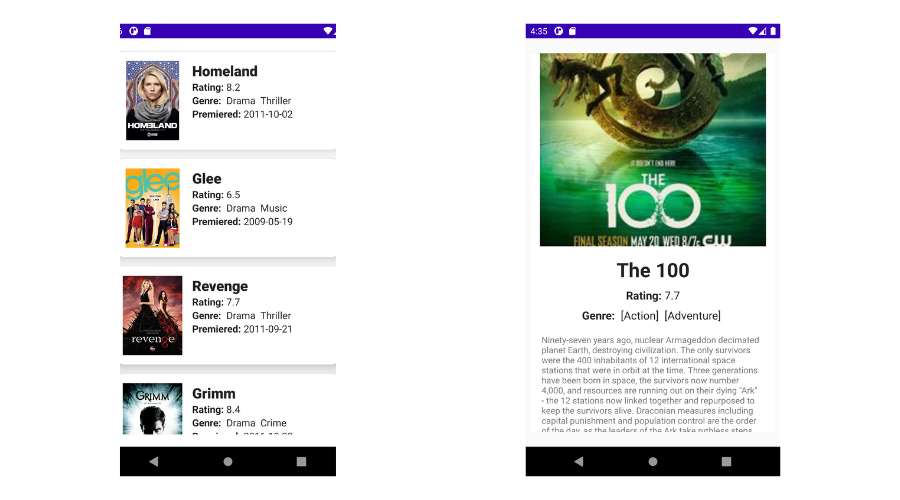 Homeland
Rating: 8.2
Genre: Drama Thriller
Premiered: 2011-10-02
HOMELAND
Glee
Rating: 6.5
Genre: Drama Music
Premiered: 2009-05-19
glee
Revenge
Rating: 7.7
Genre: Drama Thriller
Premiered: 2011-09-21
revenge
Grimm
Rating: 8.4
Genre: Drama Crime
GRIMM
4:35
IT DOESN'T END HERE
THE
100
FINAL SEASON MAY 20 WED 8/7c CW
The 100
Rating: 7.7
Genre: [Action] [Adventure]
Ninety-seven years ago, nuclear Armageddon decimated
planet Earth, destroying civilization. The only survivors
were the 400 inhabitants of 12 international space
stations that were in orbit at the time. Three generations
have been born in space, the survivors now number
4,000, and resources are running out on their dying "Ark"
- the 12 stations now linked together and repurposed to
keep the survivors alive. Draconian measures including
capital punishment and population control are the order
of the day, as the leaders of the Ark take ruthless steps